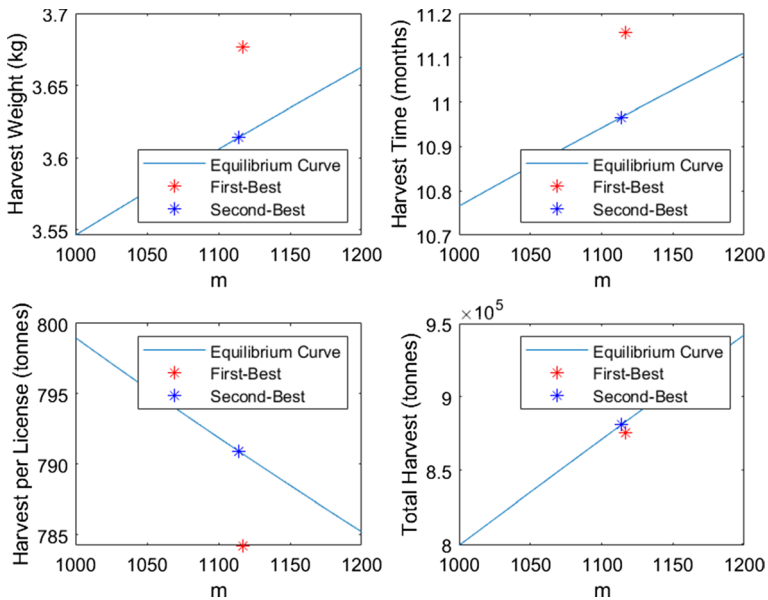 Harvest Weight (kg)
3.7
3.65
3.6
3.55
Equilibrium Curve
First-Best
Second-Best
1000 1050 1100 1150 1200
m
Harvest Time (months)
11.2
11.1
11
10.9
10.8
10.7
Equilibrium Curve
First-Best
Second-Best
1000 1050 1100 1150 1200
m
Harvest per License (tonnes)
800
795
790
785
Equilibrium Curve
First-Best
Second-Best
1000 1050 1100 1150 1200
m
Total Harvest (tonnes)
×10⁵
9.5
9
8.5
8
Equilibrium Curve
First-Best
Second-Best
1000 1050 1100 1150 1200
m